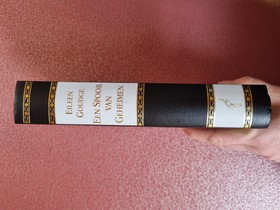 EILEEN
GOUDGE
EEN SPOOR
VAN
GEHEIMEN